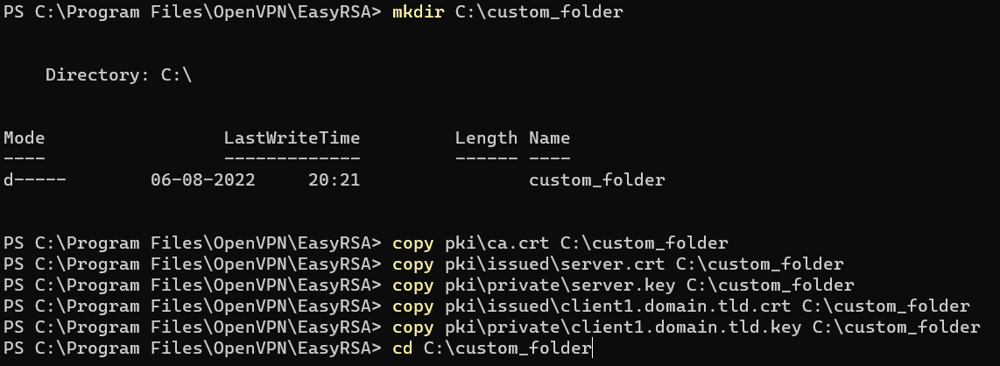 PS C:\Program Files\OpenVPN\EasyRSA> mkdir C:\custom_folder
Directory: C:\
Mode LastWriteTime Length Name
---- ------------- ------ ----
d----- 06-08-2022 20:21 custom_folder
PS C:\Program Files\OpenVPN\EasyRSA> copy pki\ca.crt C:\custom_folder
PS C:\Program Files\OpenVPN\EasyRSA> copy pki\issued\server.crt C:\custom_folder
PS C:\Program Files\OpenVPN\EasyRSA> copy pki\private\server.key C:\custom_folder
PS C:\Program Files\OpenVPN\EasyRSA> copy pki\issued\client1.domain.tld.crt C:\custom_folder
PS C:\Program Files\OpenVPN\EasyRSA> copy pki\private\client1.domain.tld.key C:\custom_folder
PS C:\Program Files\OpenVPN\EasyRSA> cd C:\custom_folder